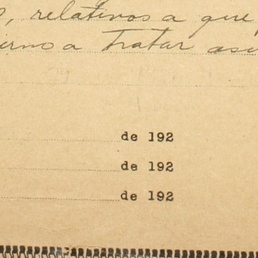 , relativos a que
a tratar
de 192
de 192
de 192